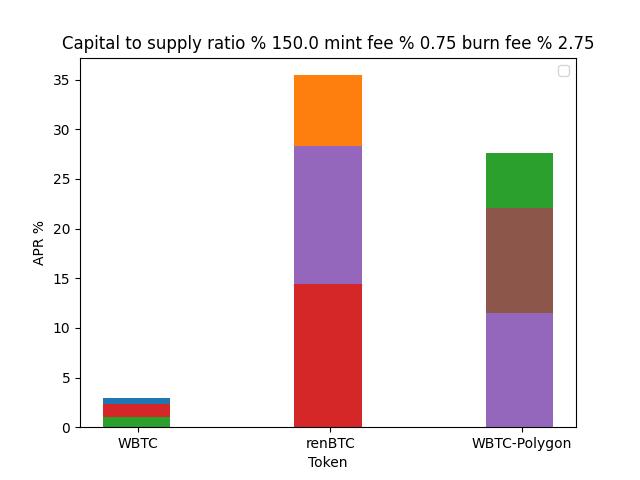 Capital to supply ratio % 150.0 mint fee % 0.75 burn fee % 2.75
35
30
25
20
15
10
5
0
APR %
WBTC renBTC WBTC-Polygon
Token